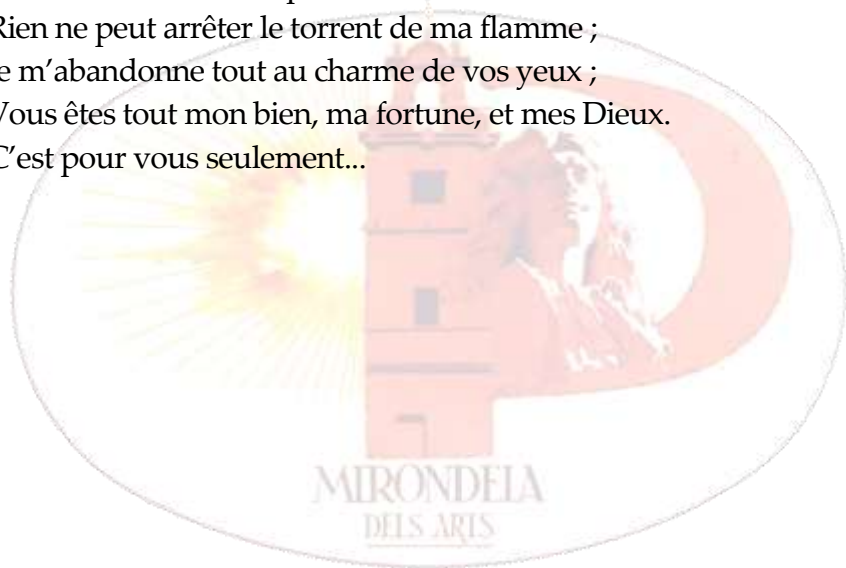 Rien ne peut arrêter le torrent de ma flamme ;
Je m’abandonne tout au charme de vos yeux ;
Vous êtes tout mon bien, ma fortune, et mes Dieux.
C’est pour vous seulement...
MIRONDELA
DELS ARTS